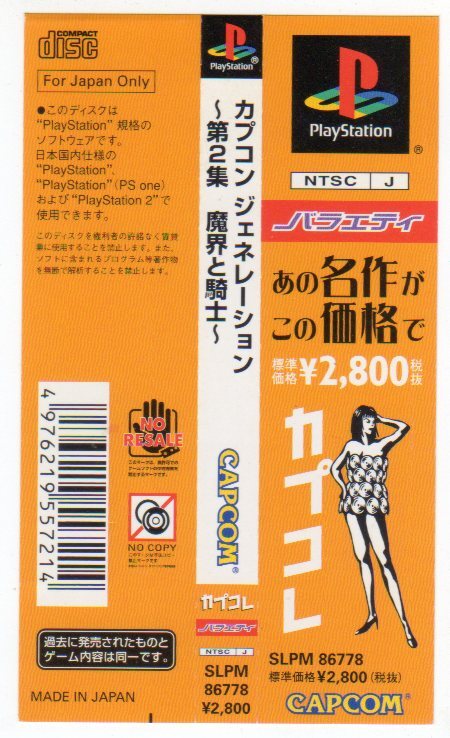 COMPACT
disc
For Japan Only
●このディスクは
"PlayStation" 規格の
ソフトウェアです。
日本国内仕様の
"PlayStation"、
"PlayStation"(PS one)
および "PlayStation 2"で
使用できます。
このディスクを権利者の許諾なく賃貸
業に使用することを禁止します。また、
ソフトに含まれるプログラム等著作物
を無断で解析することを禁止します。
4976219557214
NO
RESALE
NO COPY
過去に発売されたものと
ゲーム内容は同一です。
MADE IN JAPAN
PlayStation
カプコン ジェネレーション
〜第2集 魔界と騎士〜
CAPCOM®
カプコレ
バラエティ
NTSC J
SLPM
86778
¥2,800
PlayStation
®
NTSC J
バラエティ
あの名作が
この価格で
標準価格 ¥2,800 税抜
カプコレ
SLPM 86778
標準価格¥2,800(税抜)
CAPCOM®